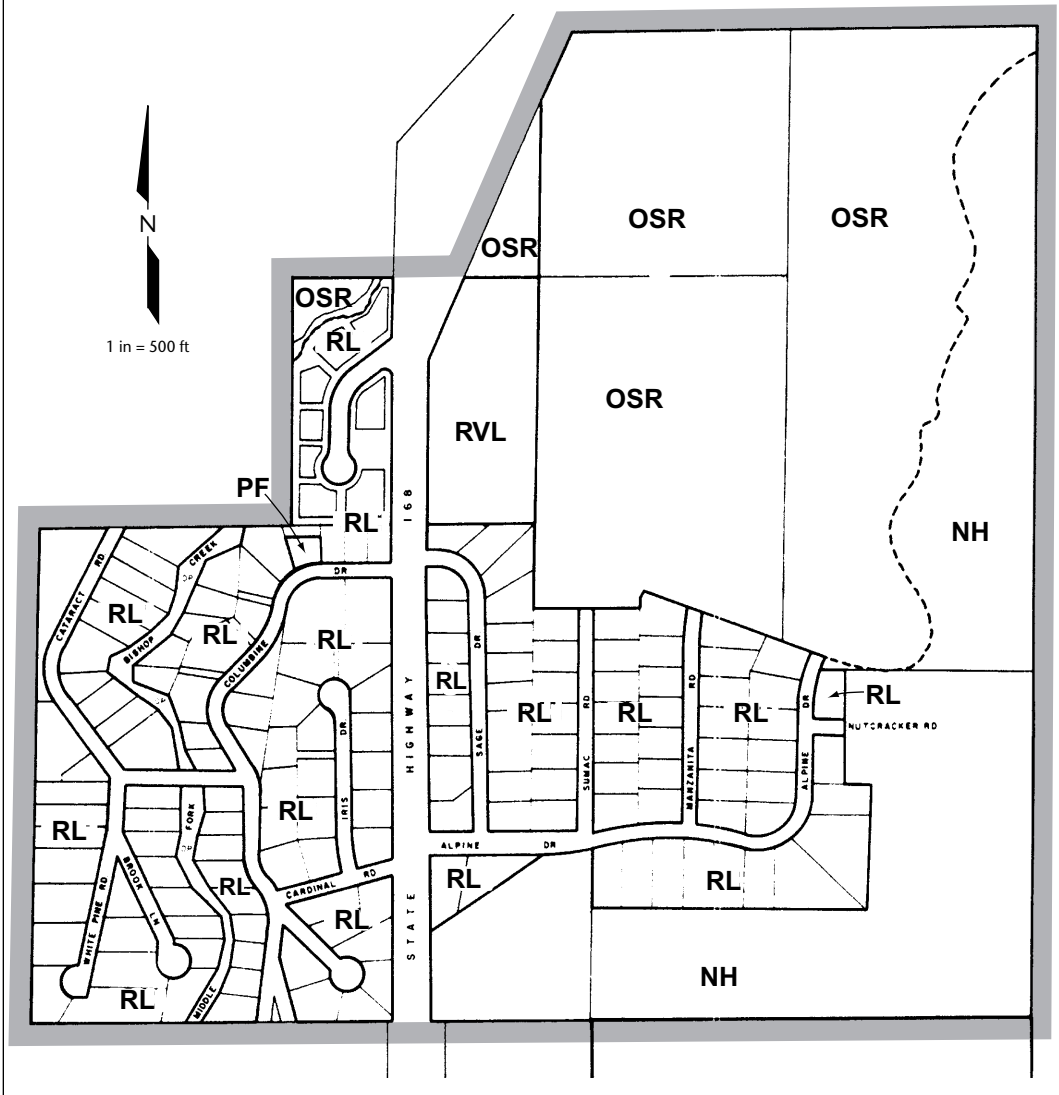 OSR
OSR
OSR
N
1 in = 500 ft
OSR
RL
OSR
RVL
PF
168
RL
NH
CREEK
DR
RD
CATARACT
RL
RL
BISHOP
COLUMBINE
RL
DR
RL
SAGE
RL
RD
SUMAC
RL
RD
MANZANITA
RL
DR
ALPINE
RL
NUTCRACKER RD
STATE HIGHWAY
DR
IRIS
RL
RL
FORK
ALPINE DR
BROOK LN
WHITE PINE RD
RL
CARDINAL RD
RL
RL
RL
RL
MIDDLE
NH